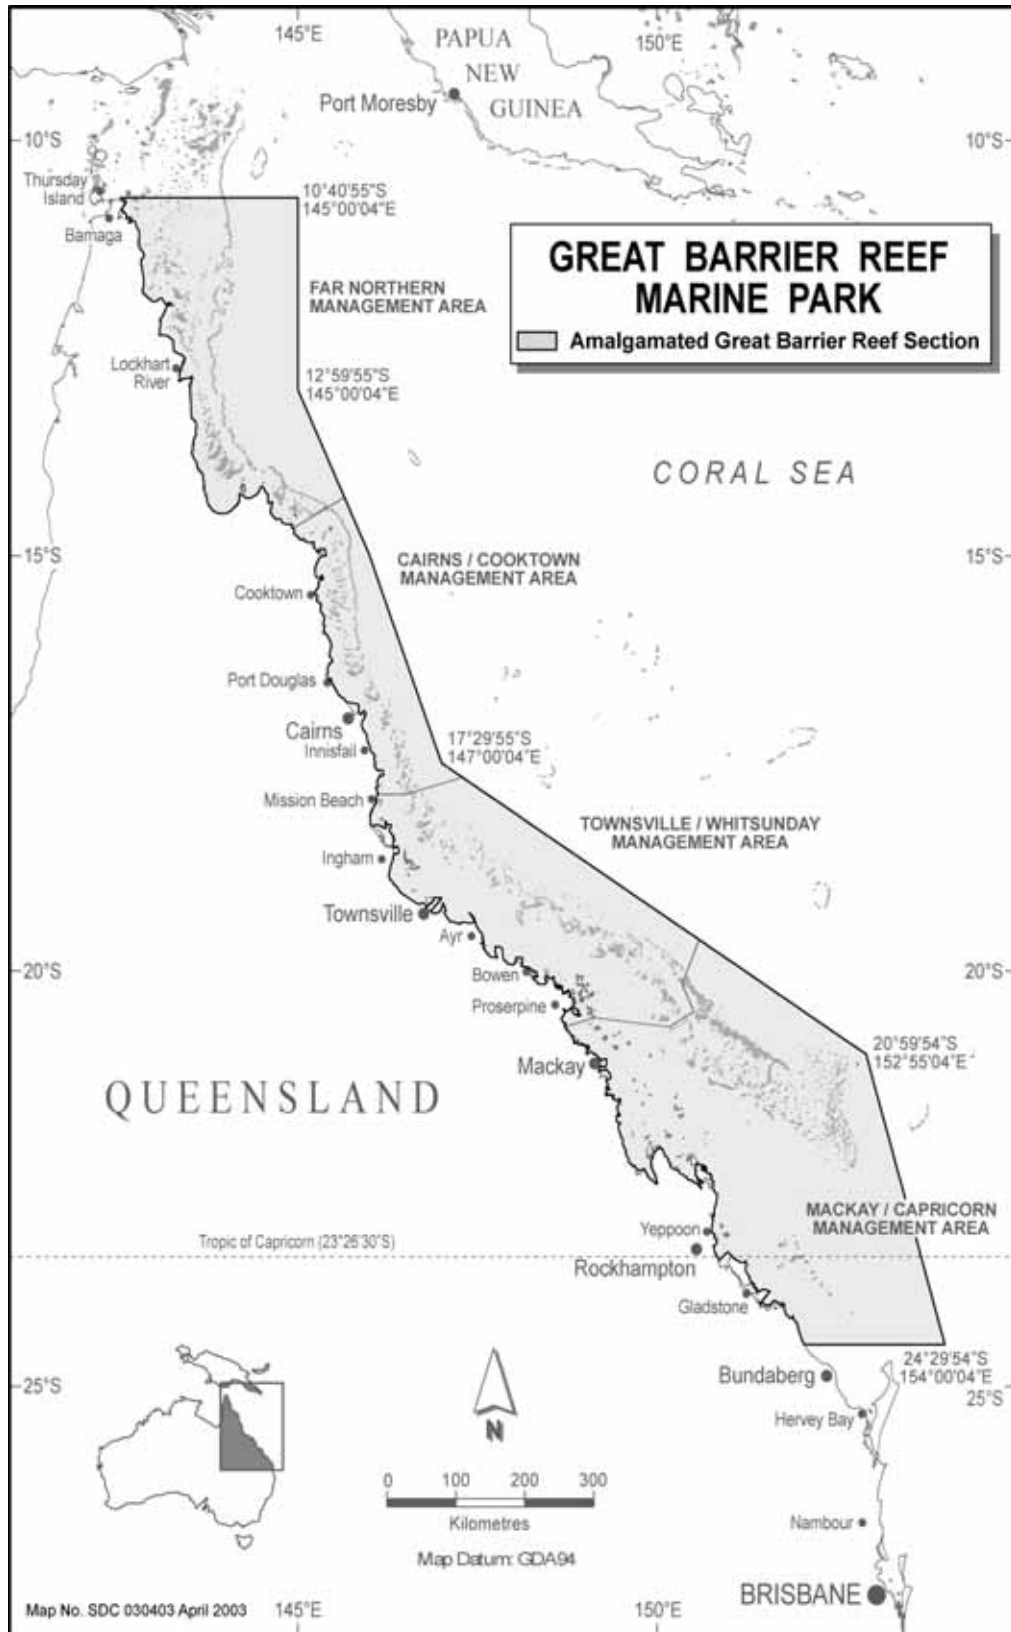 145°E
150°E
PAPUA
NEW
GUINEA
Port Moresby
10°S
10°S
Thursday
Island
Bamaga
10°40'55"S
145°00'04"E
GREAT BARRIER REEF
MARINE PARK
Amalgamated Great Barrier Reef Section
FAR NORTHERN
MANAGEMENT AREA
Lockhart
River
12°59'55"S
145°00'04"E
CORAL SEA
15°S
15°S
CAIRNS / COOKTOWN
MANAGEMENT AREA
Cooktown
Port Douglas
Cairns
Innisfail
17°29'55"S
147°00'04"E
Mission Beach
TOWNSVILLE / WHITSUNDAY
MANAGEMENT AREA
Ingham
Townsville
Ayr
20°S
20°S
Bowen
Proserpine
20°59'54"S
152°55'04"E
Mackay
QUEENSLAND
MACKAY / CAPRICORN
MANAGEMENT AREA
Yeppoon
Tropic of Capricorn (23°26'30"S)
Rockhampton
Gladstone
24°29'54"S
154°00'04"E
Bundaberg
25°S
25°S
Hervey Bay
N
0 100 200 300
Kilometres
Map Datum: GDA94
Nambour
BRISBANE
Map No. SDC 030403 April 2003
145°E
150°E